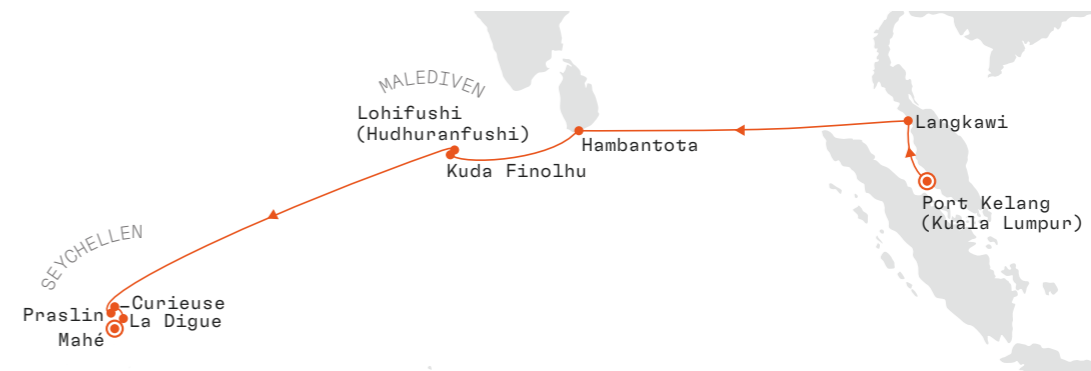 MALEDIVEN
Lohifushi
(Hudhuranfushi)
Kuda Finolhu
Hambantota
Langkawi
Port Kelang
(Kuala Lumpur)
SEYCHELLEN
Curieuse
Praslin
La Digue
Mahé